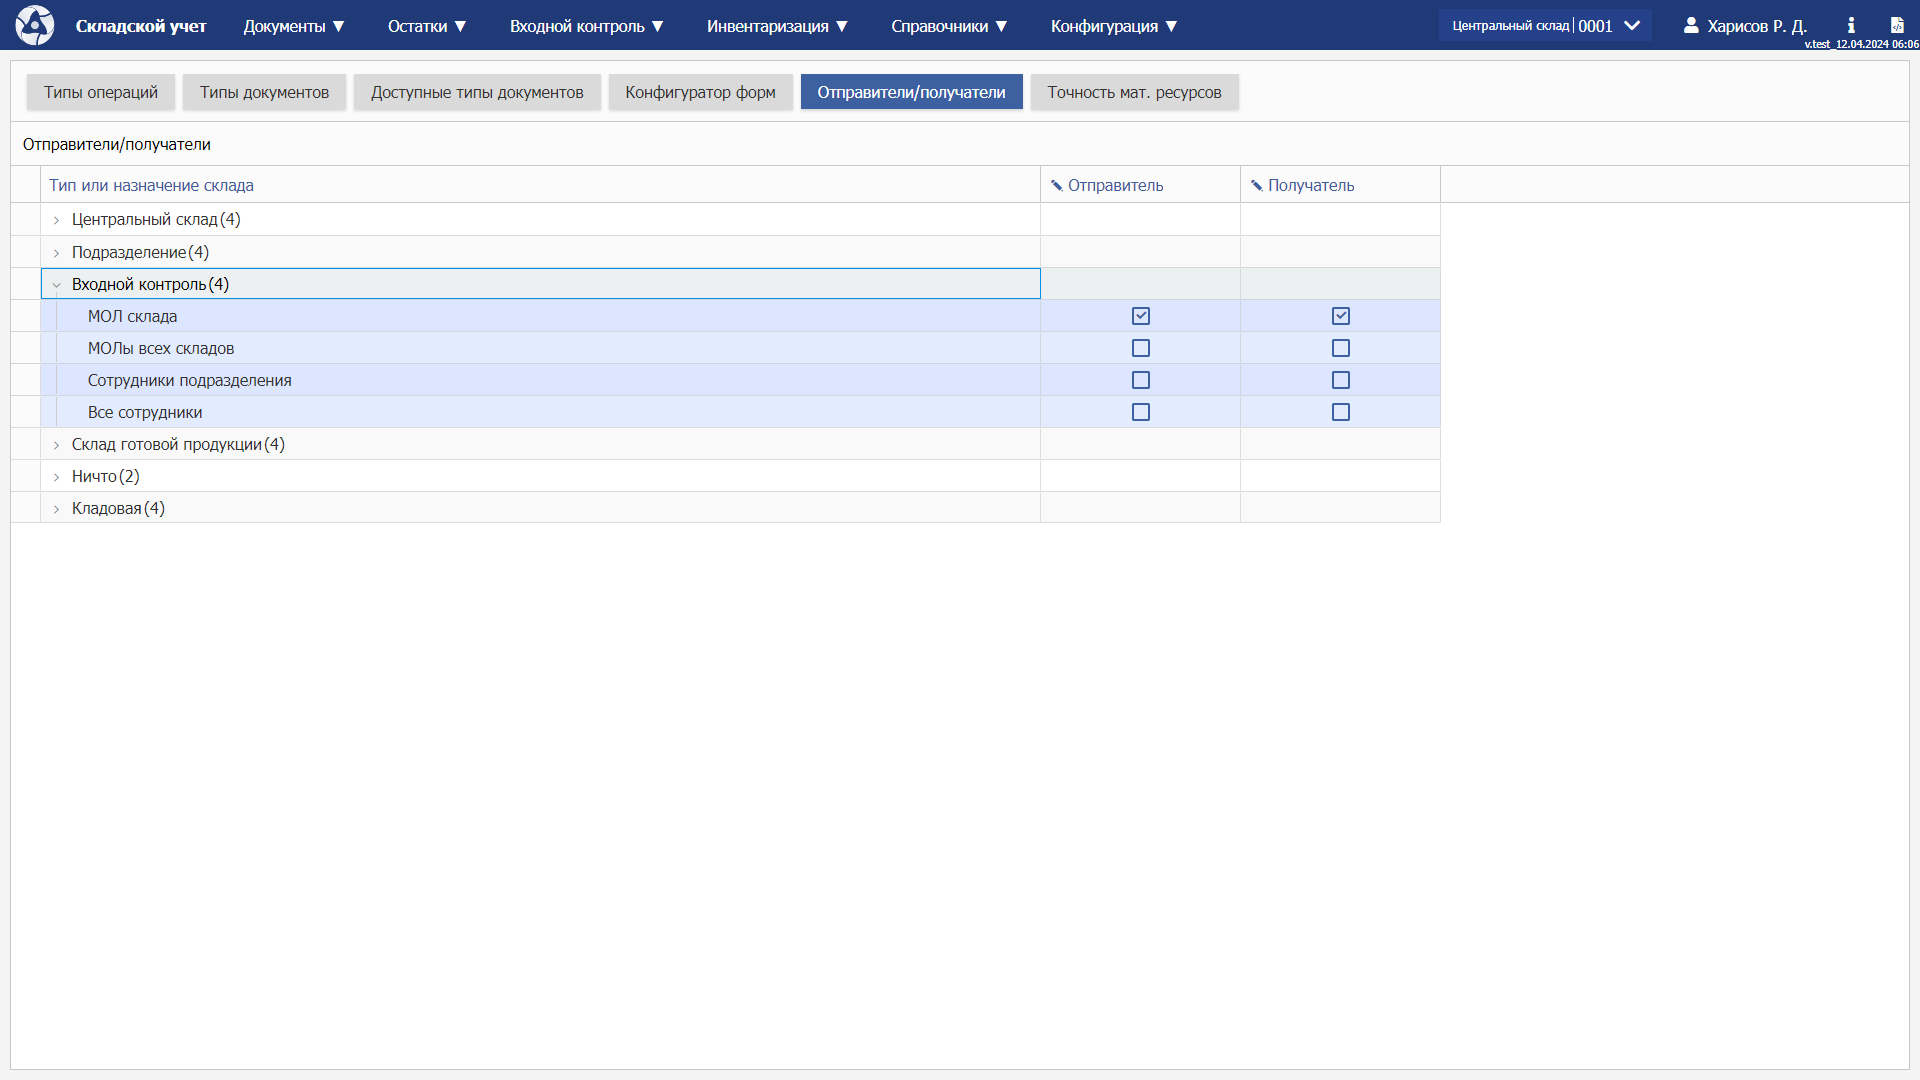 Складской учет Документы ▼ Остатки ▼ Входной контроль ▼ Инвентаризация ▼ Справочники ▼ Конфигурация ▼ Центральный склад | 0001 Харисов Р. Д.
v.test_12.04.2024 06:06
Типы операций Типы документов Доступные типы документов Конфигуратор форм Отправители/получатели Точность мат. ресурсов
Отправители/получатели
Тип или назначение склада Отправитель Получатель
Центральный склад (4)
Подразделение (4)
Входной контроль (4)
МОЛ склада
МОЛы всех складов
Сотрудники подразделения
Все сотрудники
Склад готовой продукции (4)
Ничто (2)
Кладовая (4)